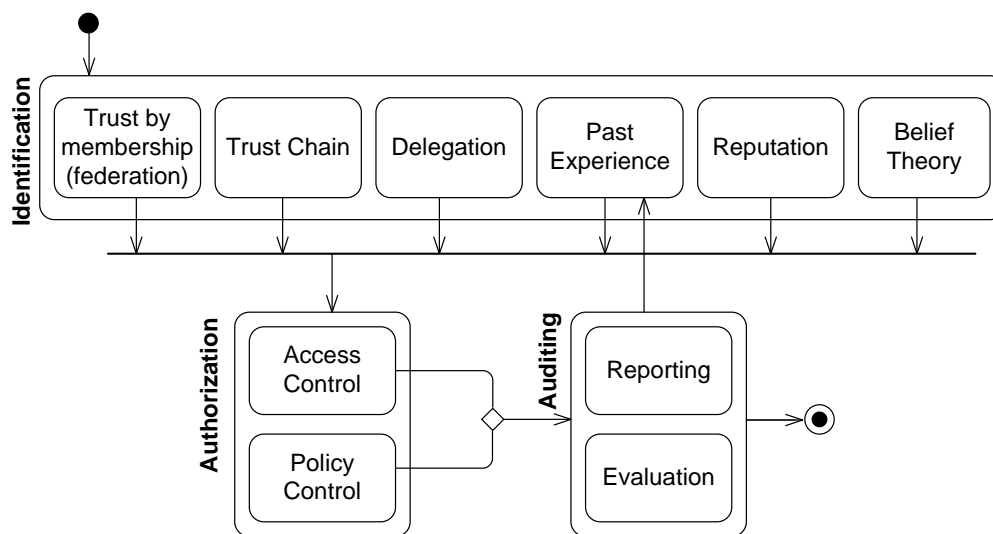 Identification
Trust by
membership
(federation)
Trust Chain
Delegation
Past
Experience
Reputation
Belief
Theory
Authorization
Access
Control
Policy
Control
Auditing
Reporting
Evaluation